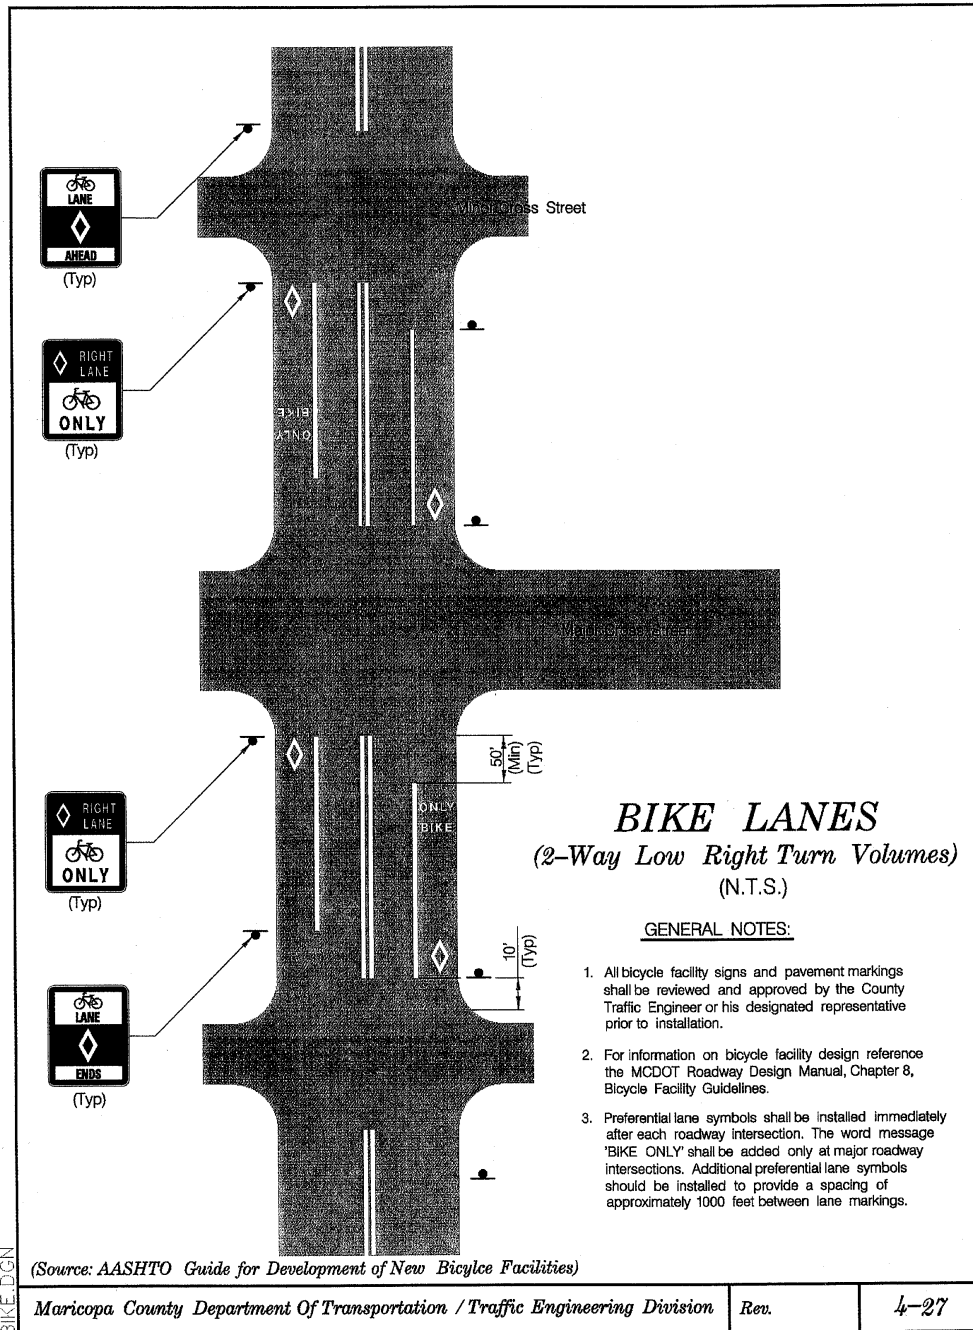 LANE
AHEAD
(Typ)
Minor Cross Street
RIGHT
LANE
ONLY
(Typ)
BIKE
ONLY
Major Cross Street
RIGHT
LANE
ONLY
(Typ)
50'
(Min)
(Typ)
ONLY
BIKE
BIKE LANES
(2-Way Low Right Turn Volumes)
(N.T.S.)
GENERAL NOTES:
10'
(Typ)
LANE
ENDS
(Typ)
1. All bicycle facility signs and pavement markings
shall be reviewed and approved by the County
Traffic Engineer or his designated representative
prior to installation.
2. For information on bicycle facility design reference
the MCDOT Roadway Design Manual, Chapter 8,
Bicycle Facility Guidelines.
3. Preferential lane symbols shall be installed immediately
after each roadway intersection. The word message
'BIKE ONLY' shall be added only at major roadway
intersections. Additional preferential lane symbols
should be installed to provide a spacing of
approximately 1000 feet between lane markings.
(Source: AASHTO Guide for Development of New Bicylce Facilities)
BIKE.DGN
Maricopa County Department Of Transportation / Traffic Engineering Division
Rev.
4-27